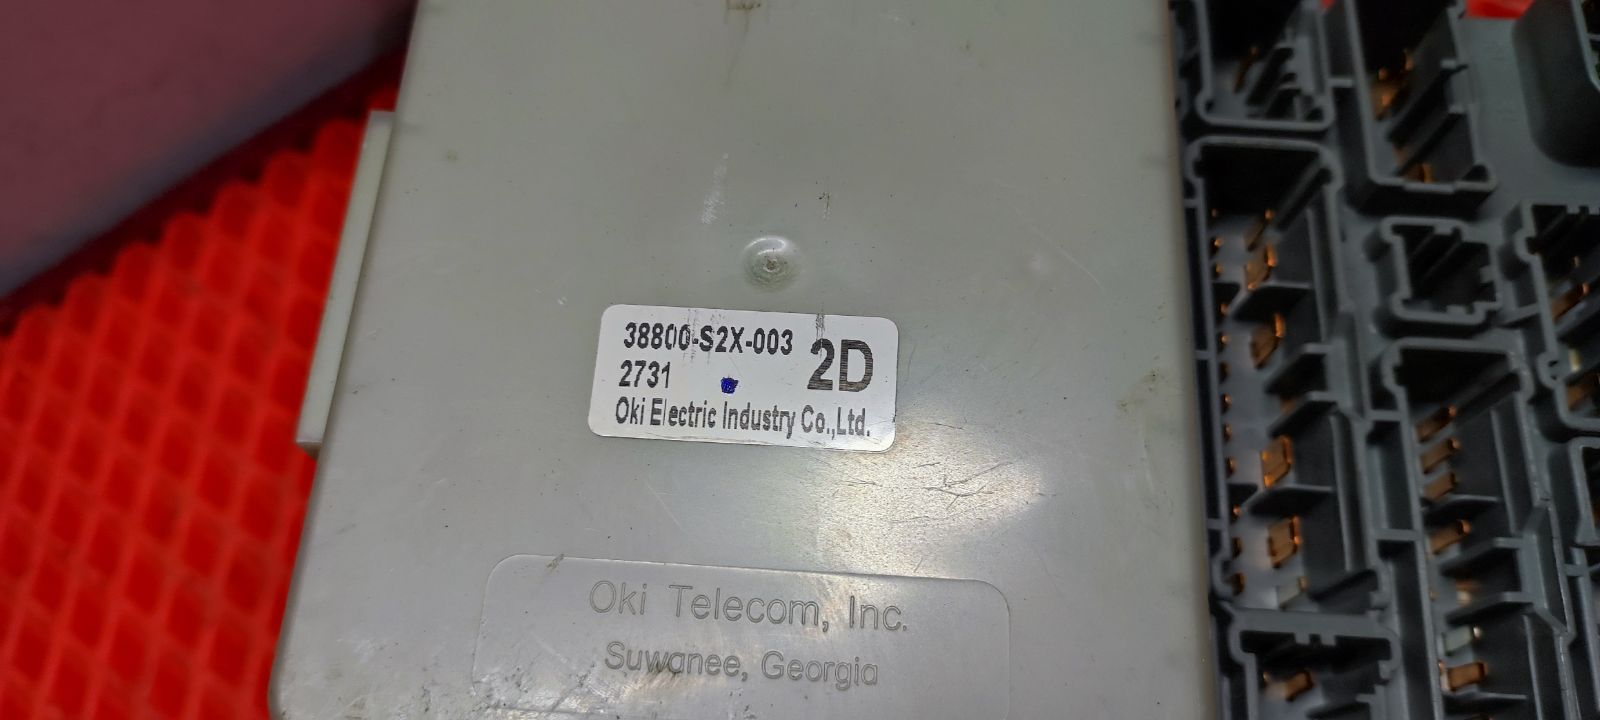 38800-S2X-003
2D
2731
Oki Electric Industry Co.,Ltd.
Oki Telecom, Inc.
Suwanee, Georgia